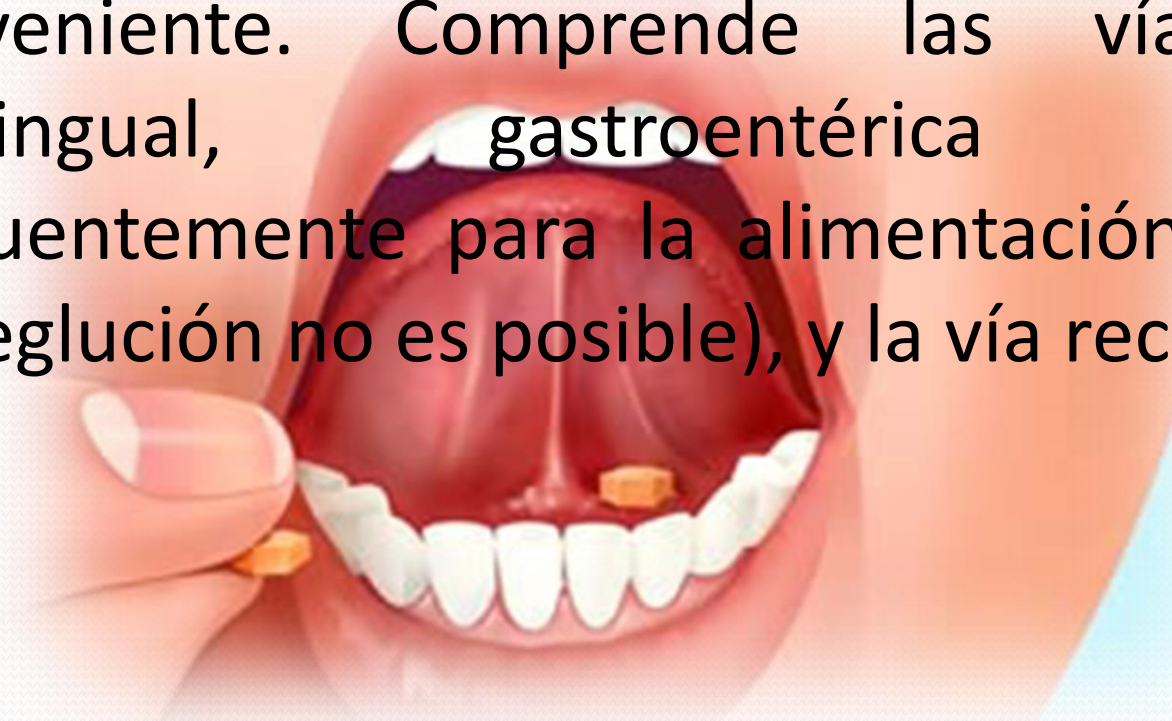 veniente. Comprende las vía
ingual, gastroentérica
uentemente para la alimentación
eglución no es posible), y la vía rec